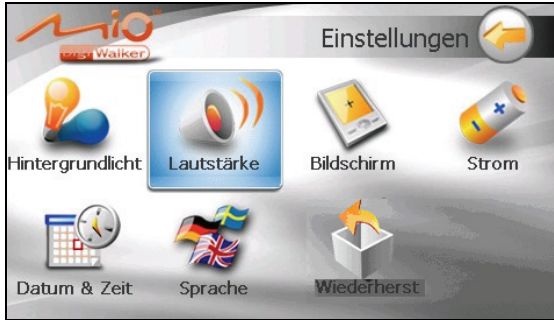 Mio
DigiWalker
Einstellungen
Hintergrundlicht
Lautstärke
Bildschirm
Strom
Datum & Zeit
Sprache
Wiederherst